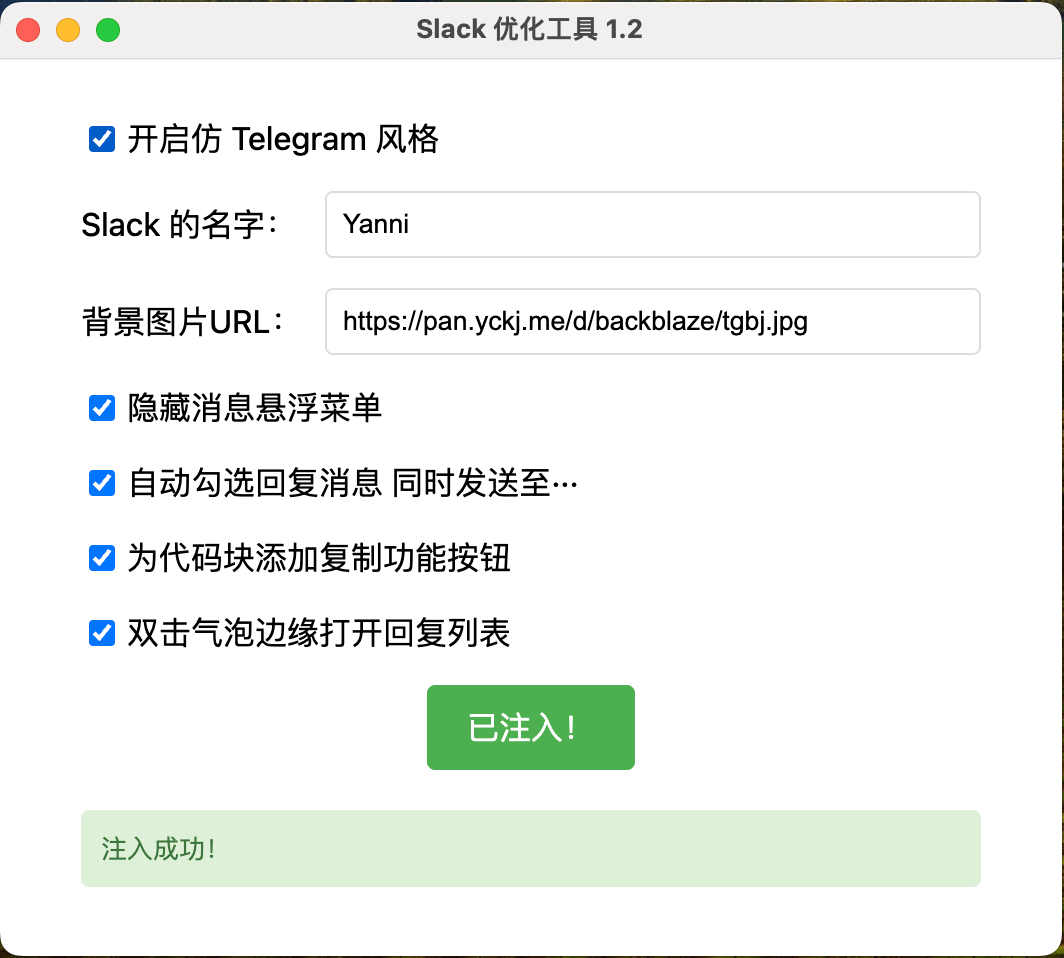 Slack 优化工具 1.2
开启仿 Telegram 风格
Slack 的名字：
Yanni
背景图片URL：
https://pan.yckj.me/d/backblaze/tgbj.jpg
隐藏消息悬浮菜单
自动勾选回复消息 同时发送至…
为代码块添加复制功能按钮
双击气泡边缘打开回复列表
已注入！
注入成功！